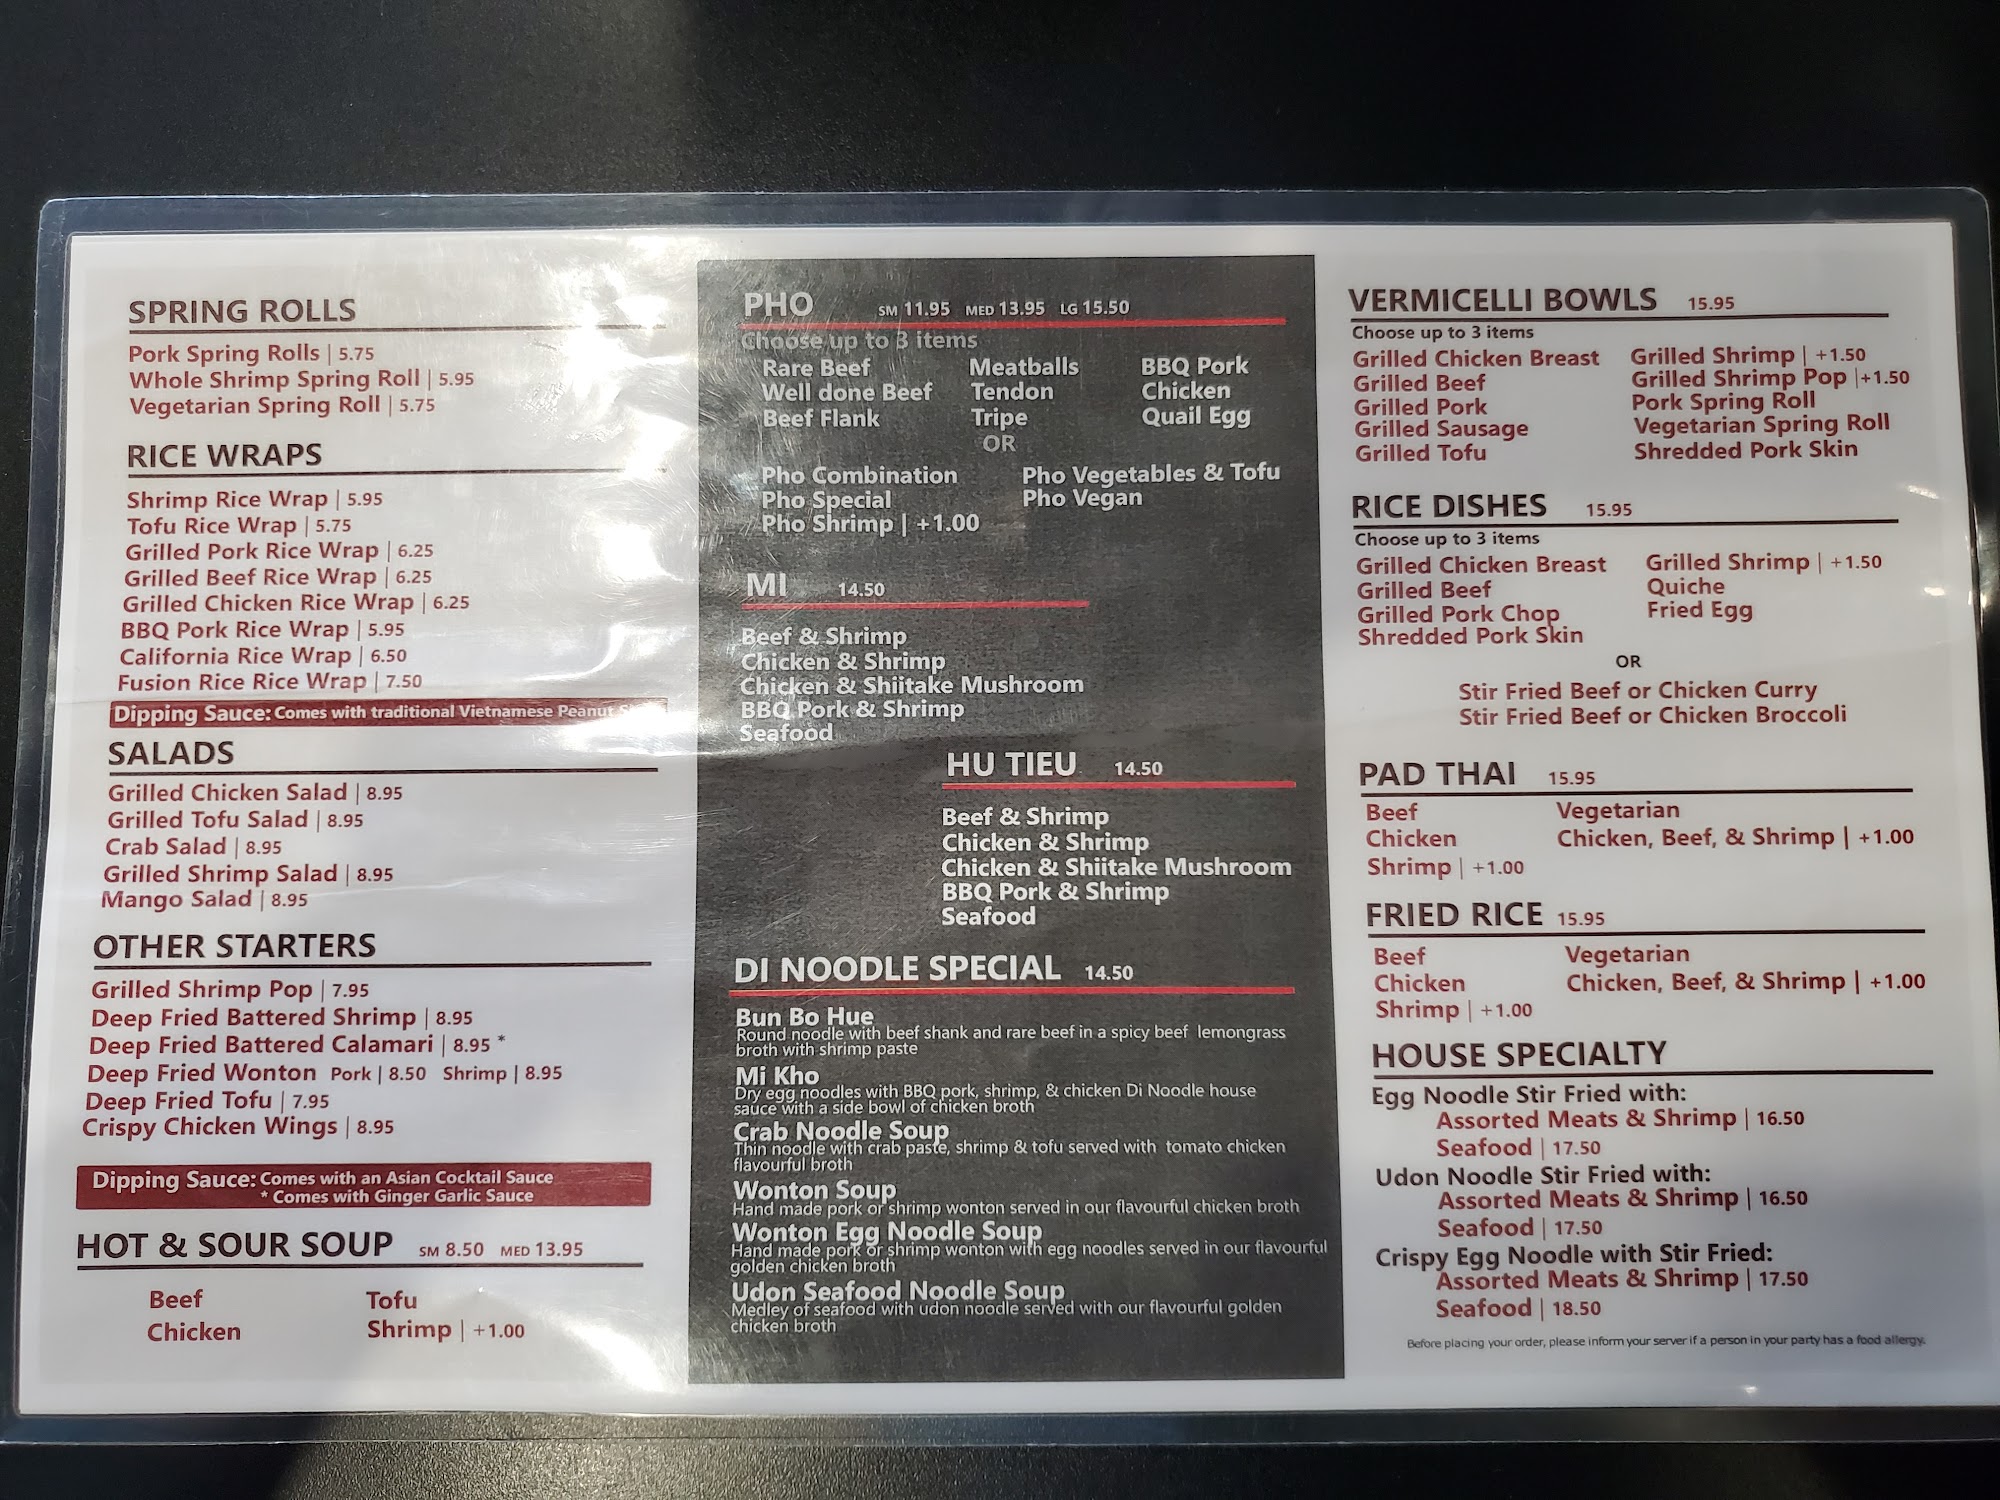 SPRING ROLLS
Pork Spring Rolls | 5.75
Whole Shrimp Spring Roll | 5.95
Vegetarian Spring Roll | 5.75
RICE WRAPS
Shrimp Rice Wrap | 5.95
Tofu Rice Wrap | 5.75
Grilled Pork Rice Wrap | 6.25
Grilled Beef Rice Wrap | 6.25
Grilled Chicken Rice Wrap | 6.25
BBQ Pork Rice Wrap | 5.95
California Rice Wrap | 6.50
Fusion Rice Rice Wrap | 7.50
Dipping Sauce: Comes with traditional Vietnamese Peanut
SALADS
Grilled Chicken Salad | 8.95
Grilled Tofu Salad | 8.95
Crab Salad | 8.95
Grilled Shrimp Salad | 8.95
Mango Salad | 8.95
OTHER STARTERS
Grilled Shrimp Pop | 7.95
Deep Fried Battered Shrimp | 8.95
Deep Fried Battered Calamari | 8.95 *
Deep Fried Wonton Pork | 8.50 Shrimp | 8.95
Deep Fried Tofu | 7.95
Crispy Chicken Wings | 8.95
Dipping Sauce: Comes with an Asian Cocktail Sauce
* Comes with Ginger Garlic Sauce
HOT & SOUR SOUP SM 8.50 MED 13.95
Beef Tofu
Chicken Shrimp | +1.00
PHO SM 11.95 MED 13.95 LG 15.50
Choose up to 3 items
Rare Beef Meatballs BBQ Pork
Well done Beef Tendon Chicken
Beef Flank Tripe Quail Egg
OR
Pho Combination Pho Vegetables & Tofu
Pho Special Pho Vegan
Pho Shrimp | +1.00
MI 14.50
Beef & Shrimp
Chicken & Shrimp
Chicken & Shiitake Mushroom
BBQ Pork & Shrimp
Seafood
HU TIEU 14.50
Beef & Shrimp
Chicken & Shrimp
Chicken & Shiitake Mushroom
BBQ Pork & Shrimp
Seafood
DI NOODLE SPECIAL 14.50
Bun Bo Hue
Round noodle with beef shank and rare beef in a spicy beef lemongrass
broth with shrimp paste
Mi Kho
Dry egg noodles with BBQ pork, shrimp, & chicken Di Noodle house
sauce with a side bowl of chicken broth
Crab Noodle Soup
Thin noodle with crab paste, shrimp & tofu served with tomato chicken
flavourful broth
Wonton Soup
Hand made pork or shrimp wonton served in our flavourful chicken broth
Wonton Egg Noodle Soup
Hand made pork or shrimp wonton with egg noodles served in our flavourful
golden chicken broth
Udon Seafood Noodle Soup
Medley of seafood with udon noodle served with our flavourful golden
chicken broth
VERMICELLI BOWLS 15.95
Choose up to 3 items
Grilled Chicken Breast Grilled Shrimp | +1.50
Grilled Beef Grilled Shrimp Pop |+1.50
Grilled Pork Pork Spring Roll
Grilled Sausage Vegetarian Spring Roll
Grilled Tofu Shredded Pork Skin
RICE DISHES 15.95
Choose up to 3 items
Grilled Chicken Breast Grilled Shrimp | +1.50
Grilled Beef Quiche
Grilled Pork Chop Fried Egg
Shredded Pork Skin
OR
Stir Fried Beef or Chicken Curry
Stir Fried Beef or Chicken Broccoli
PAD THAI 15.95
Beef Vegetarian
Chicken Chicken, Beef, & Shrimp | +1.00
Shrimp | +1.00
FRIED RICE 15.95
Beef Vegetarian
Chicken Chicken, Beef, & Shrimp | +1.00
Shrimp | +1.00
HOUSE SPECIALTY
Egg Noodle Stir Fried with:
Assorted Meats & Shrimp | 16.50
Seafood | 17.50
Udon Noodle Stir Fried with:
Assorted Meats & Shrimp | 16.50
Seafood | 17.50
Crispy Egg Noodle with Stir Fried:
Assorted Meats & Shrimp | 17.50
Seafood | 18.50
Before placing your order, please inform your server if a person in your party has a food allergy.